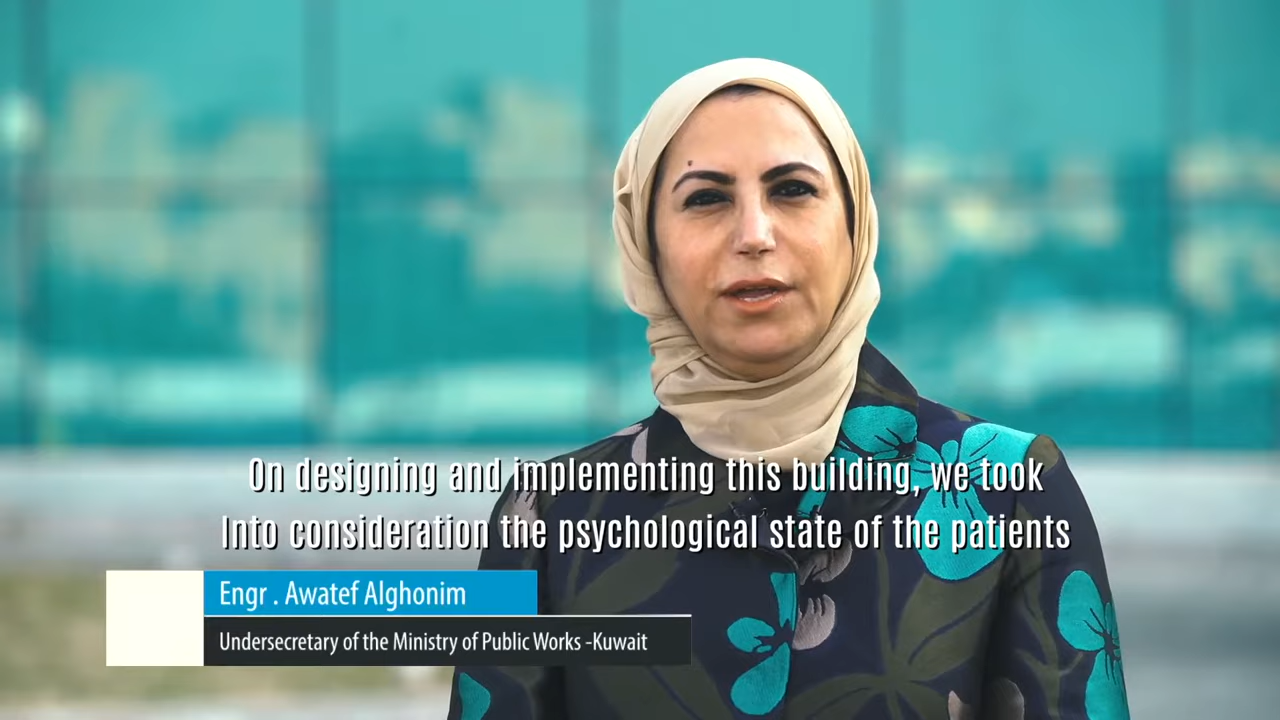 On designing and implementing this building, we took
Into consideration the psychological state of the patients
Engr . Awatef Alghonim
Undersecretary of the Ministry of Public Works -Kuwait